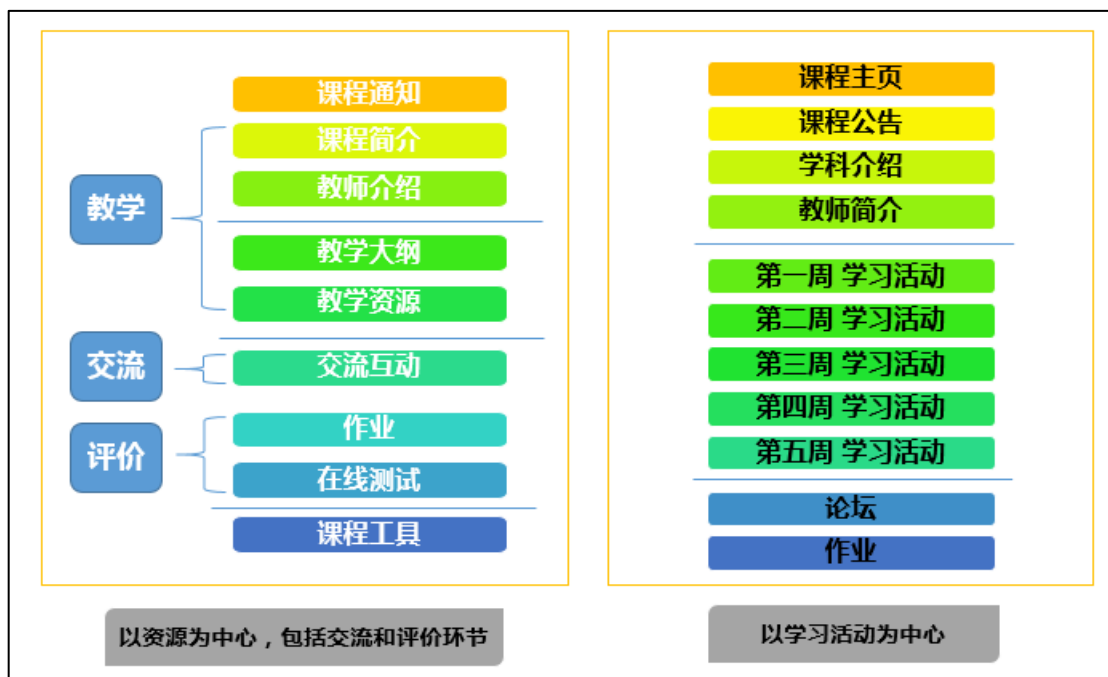 课程通知
课程简介
教师介绍
教学
教学大纲
教学资源
交流
交流互动
评价
作业
在线测试
课程工具
以资源为中心，包括交流和评价环节
课程主页
课程公告
学科介绍
教师简介
第一周 学习活动
第二周 学习活动
第三周 学习活动
第四周 学习活动
第五周 学习活动
论坛
作业
以学习活动为中心